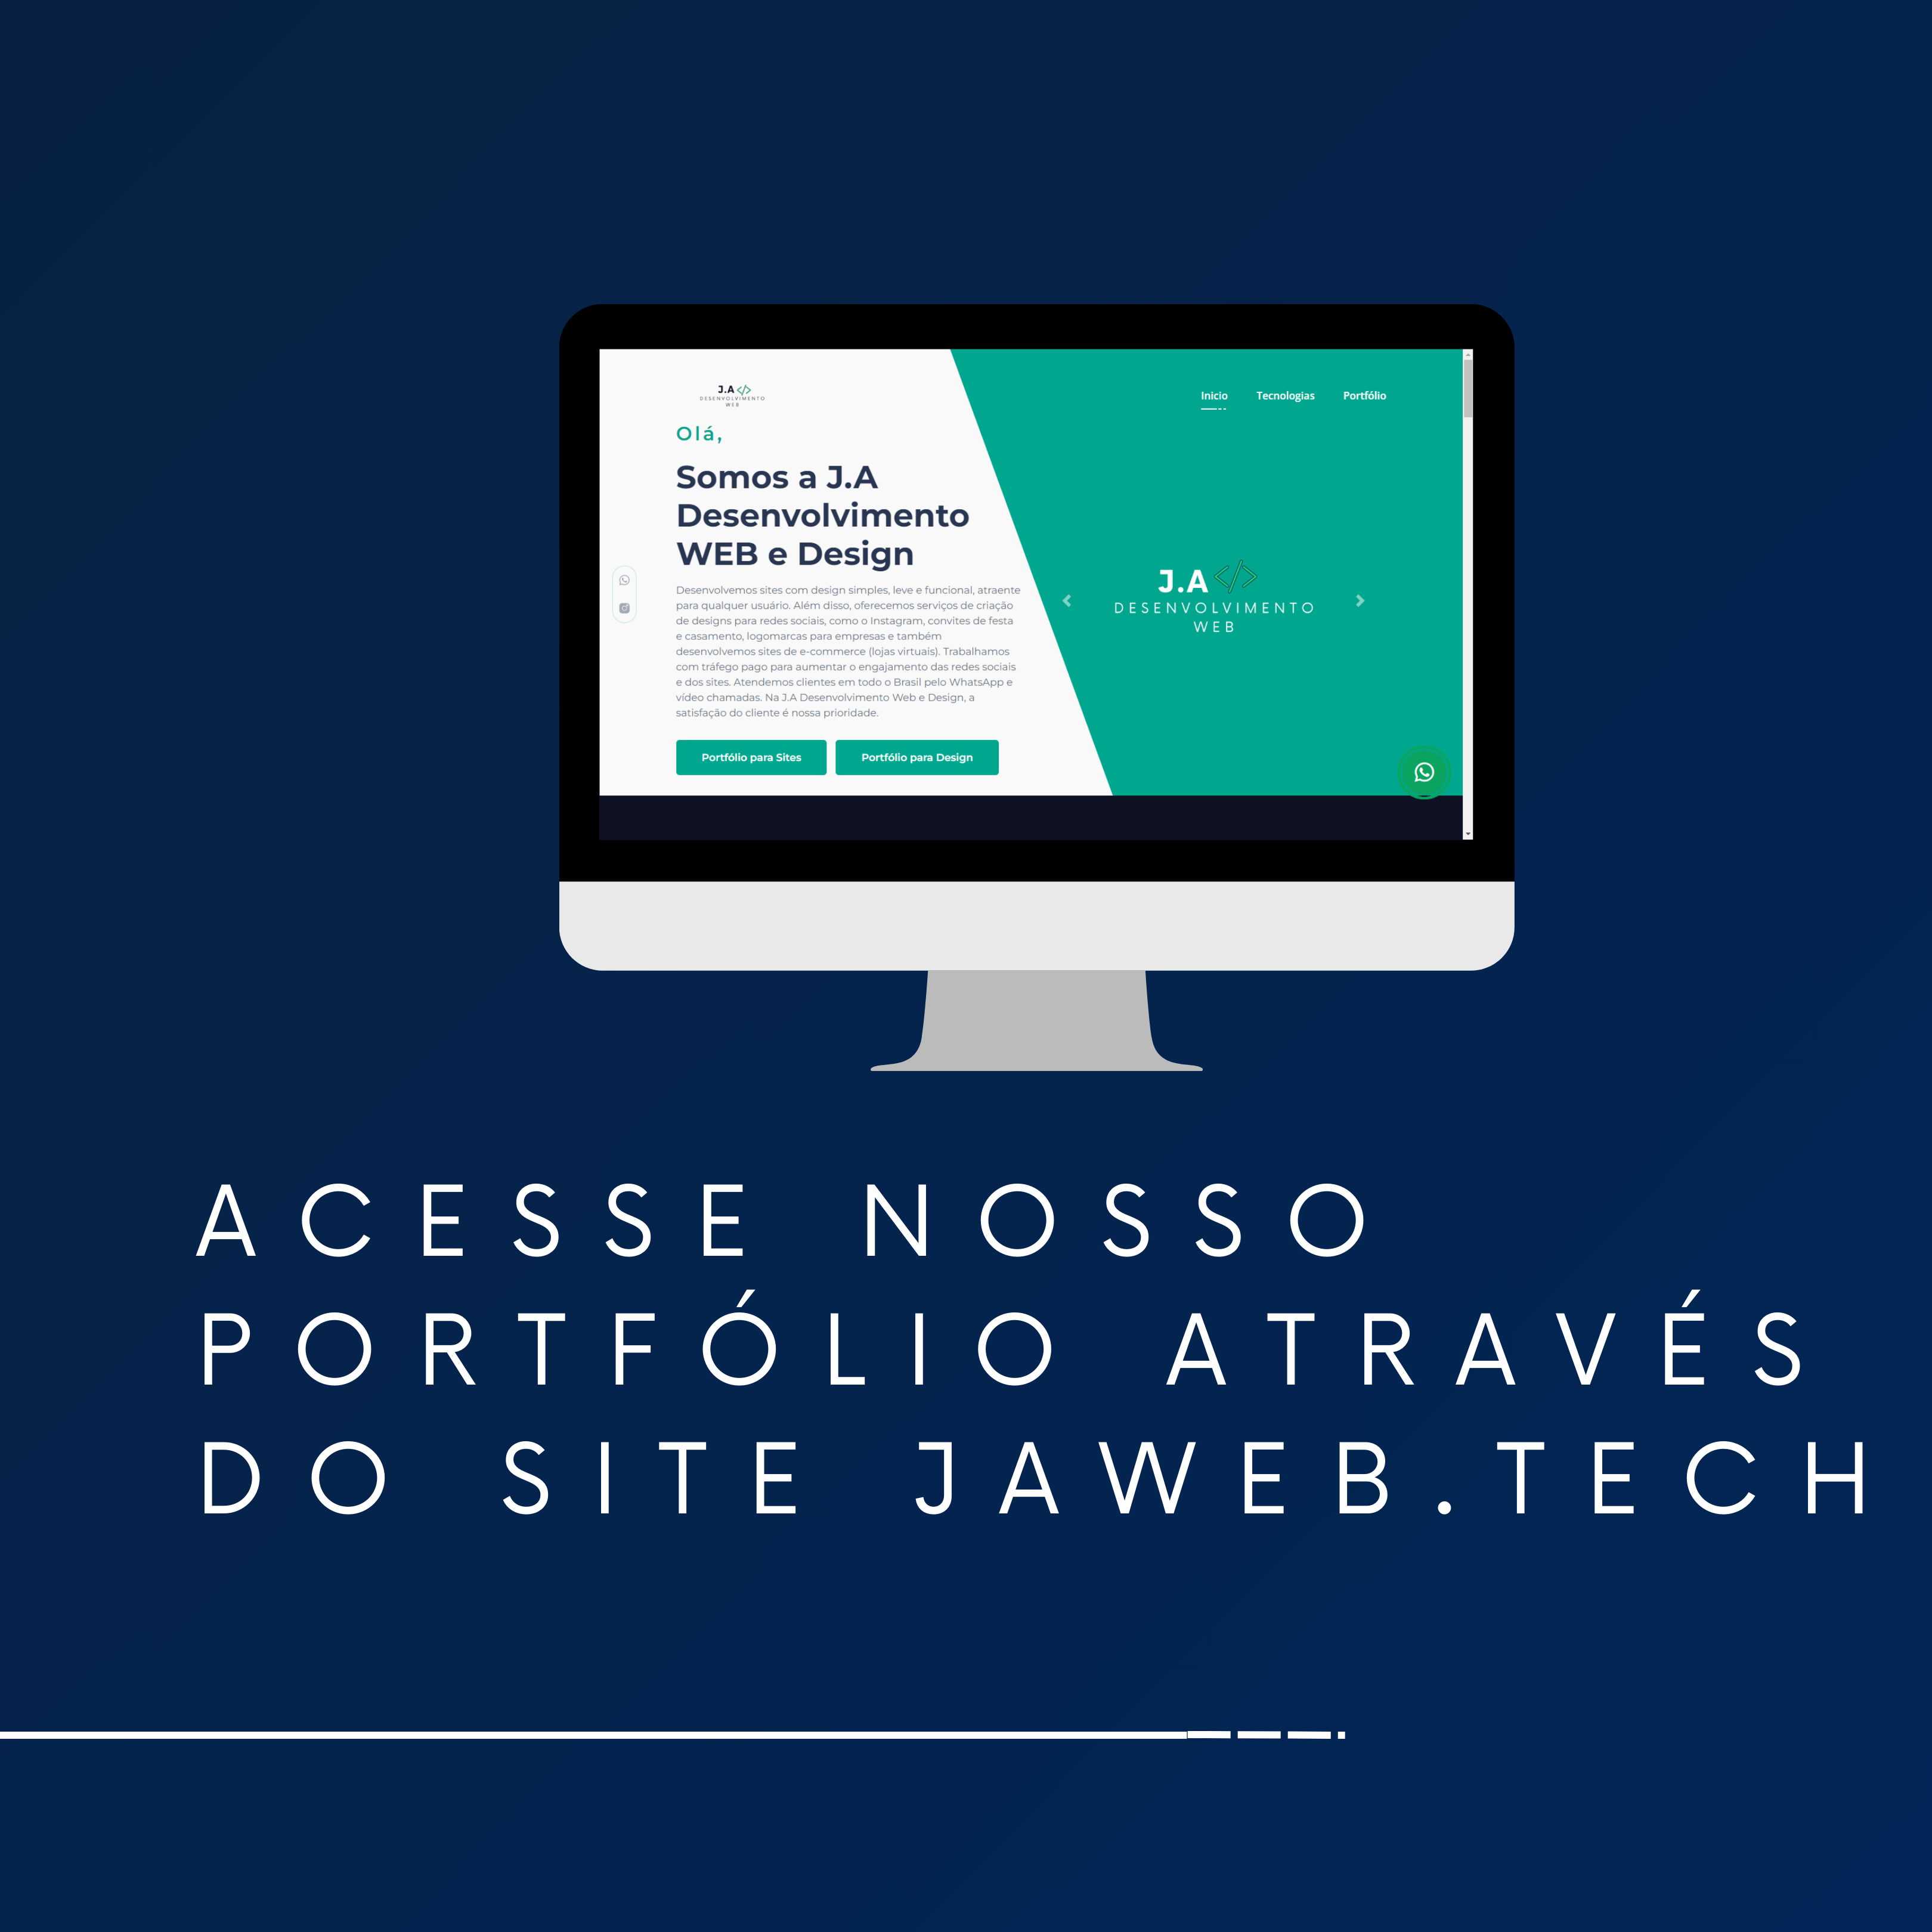 J.A </>
DESENVOLVIMENTO
WEB
Inicio Tecnologias Portfólio
Olá,
Somos a J.A
Desenvolvimento
WEB e Design
Desenvolvemos sites com design simples, leve e funcional, atraente
para qualquer usuário. Além disso, oferecemos serviços de criação
de designs para redes sociais, como o Instagram, convites de festa
e casamento, logomarcas para empresas e também
desenvolvemos sites de e-commerce (lojas virtuais). Trabalhamos
com tráfego pago para aumentar o engajamento das redes sociais
e dos sites. Atendemos clientes em todo o Brasil pelo WhatsApp e
vídeo chamadas. Na J.A Desenvolvimento Web e Design, a
satisfação do cliente é nossa prioridade.
Portfólio para Sites Portfólio para Design
J.A </>
DESENVOLVIMENTO
WEB
ACESSE NOSSO
PORTFÓLIO ATRAVÉS
DO SITE JAWEB.TECH